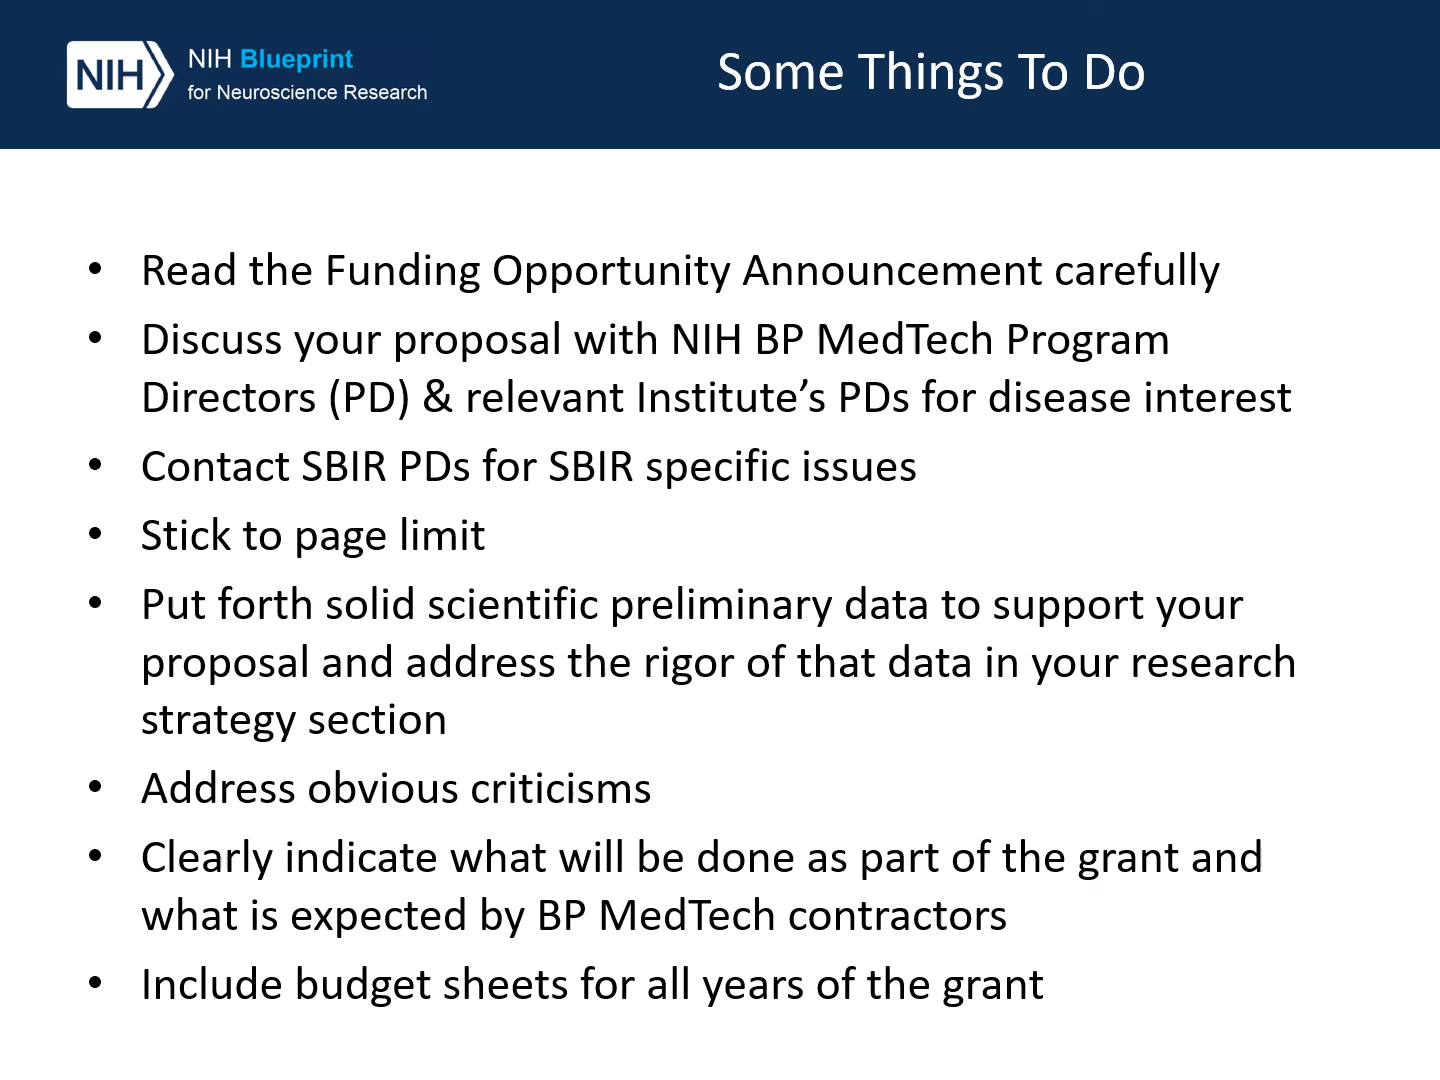 NIH
NIH Blueprint
for Neuroscience Research
Some Things To Do
• Read the Funding Opportunity Announcement carefully
• Discuss your proposal with NIH BP MedTech Program
Directors (PD) & relevant Institute’s PDs for disease interest
• Contact SBIR PDs for SBIR specific issues
• Stick to page limit
• Put forth solid scientific preliminary data to support your
proposal and address the rigor of that data in your research
strategy section
• Address obvious criticisms
• Clearly indicate what will be done as part of the grant and
what is expected by BP MedTech contractors
• Include budget sheets for all years of the grant